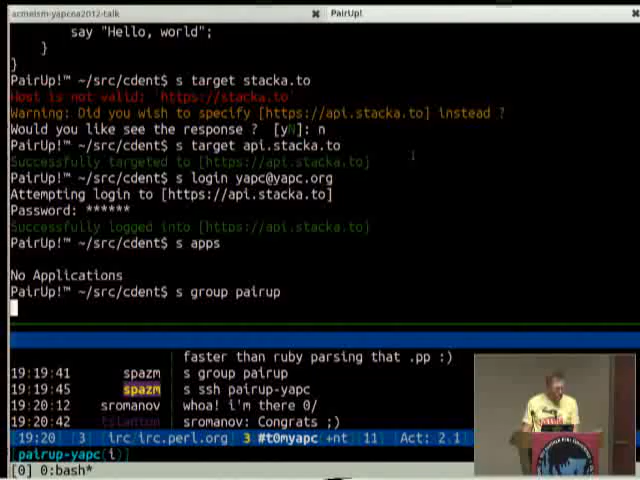 acmeism-yapcna2012-talk
PairUp!
say "Hello, world";
}
}
PairUp!™ ~/src/cdent$ s target stacka.to
Host is not valid: 'https://stacka.to'
Warning: Did you wish to specify [https://api.stacka.to] instead ?
Would you like see the response ?  [yN]: n
PairUp!™ ~/src/cdent$ s target api.stacka.to
Successfully targeted to [https://api.stacka.to]
PairUp!™ ~/src/cdent$ s login yapc@yapc.org
Attempting login to [https://api.stacka.to]
Password: ******
Successfully logged into [https://api.stacka.to]
PairUp!™ ~/src/cdent$ s apps
No Applications
PairUp!™ ~/src/cdent$ s group pairup
faster than ruby parsing that .pp :)
19:19:41 spazm s group pairup
19:19:45 spazm s ssh pairup-yapc
19:20:12 sromanov whoa! i'm there 0/
19:20:42 sromanov: Congrats ;)
19:20 [3 irc/irc.perl.org 3 #t0myapc +nt [11] Act: 2.1
[pairup-yapc(i)]
[0] 0:bash*